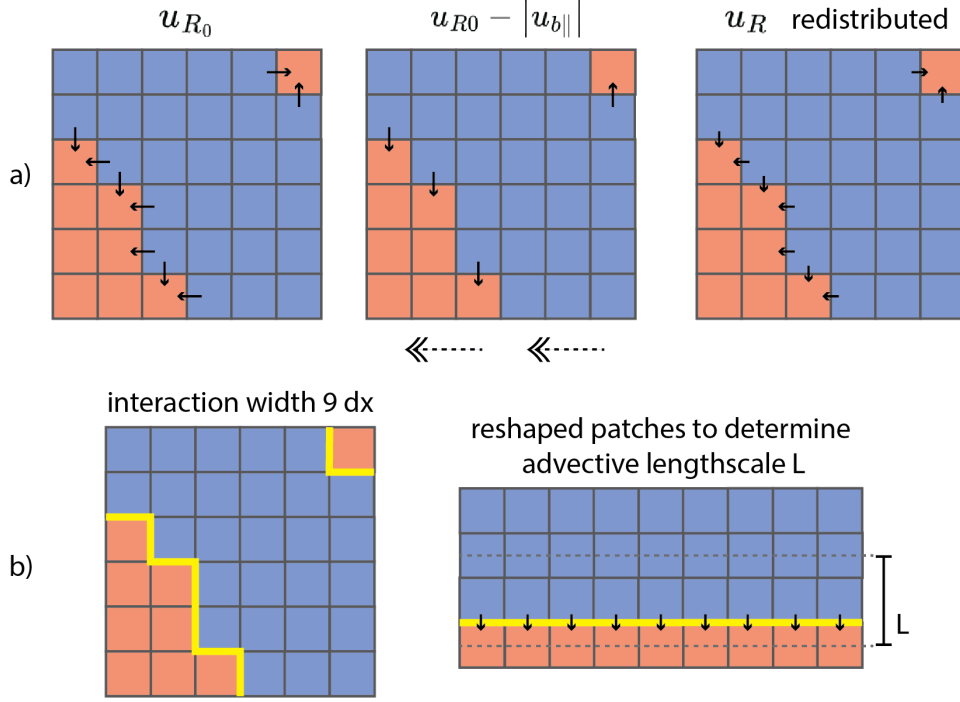 u_{R_0}
u_{R0} − |u_{b∥}|
u_R redistributed
a)
interaction width 9 dx
reshaped patches to determine
advective lengthscale L
b)
L